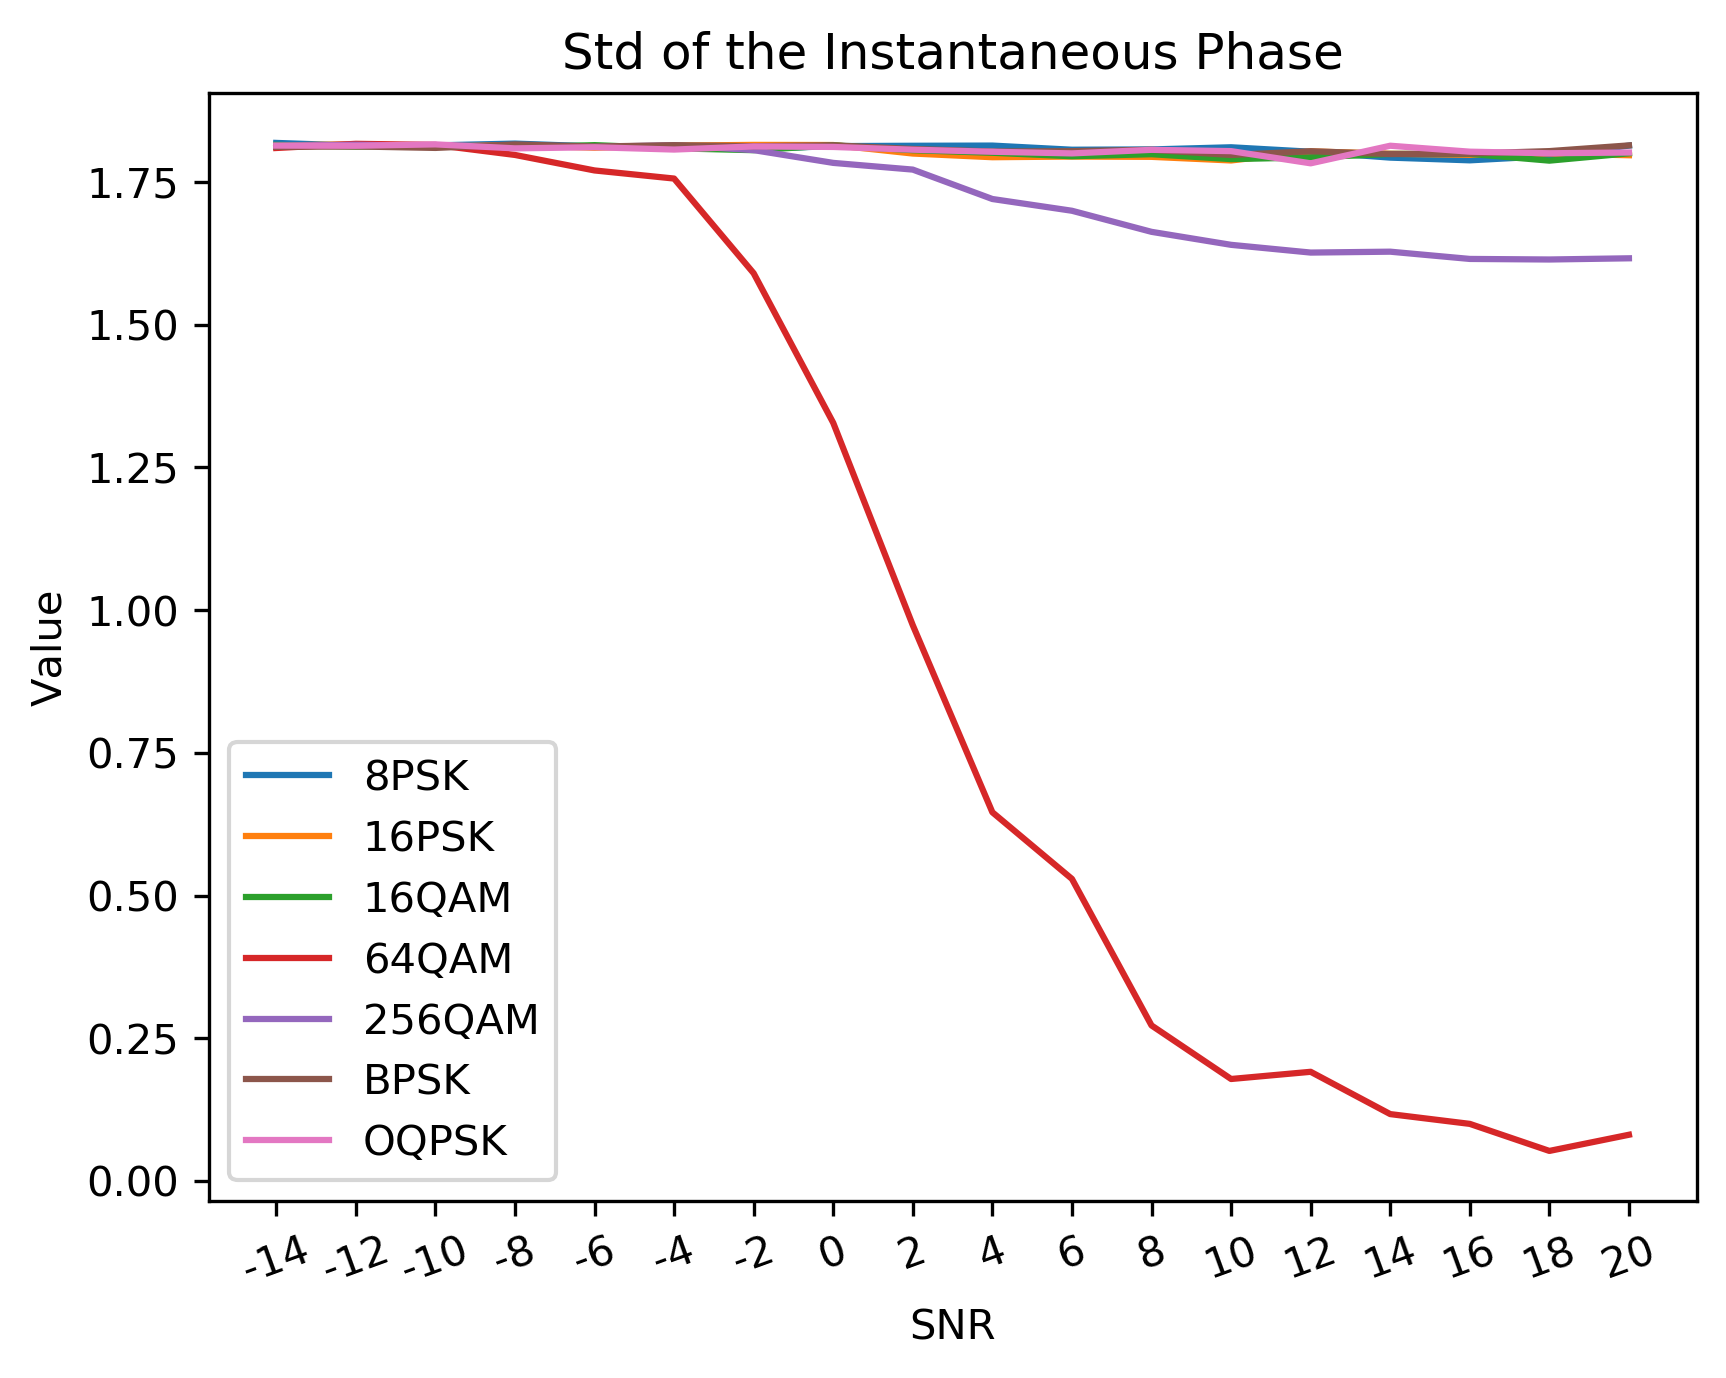 Std of the Instantaneous Phase
Value
1.75
1.50
1.25
1.00
0.75
0.50
0.25
0.00
8PSK
16PSK
16QAM
64QAM
256QAM
BPSK
OQPSK
-14 -12 -10 -8 -6 -4 -2 0 2 4 6 8 10 12 14 16 18 20
SNR